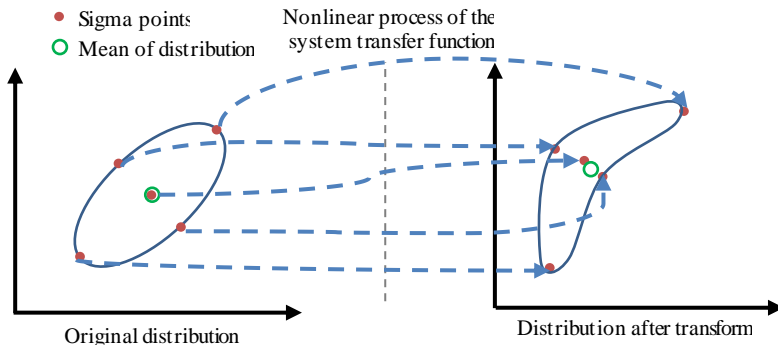 Sigma points
Mean of distribution
Nonlinear process of the
system transfer function
Original distribution
Distribution after transform